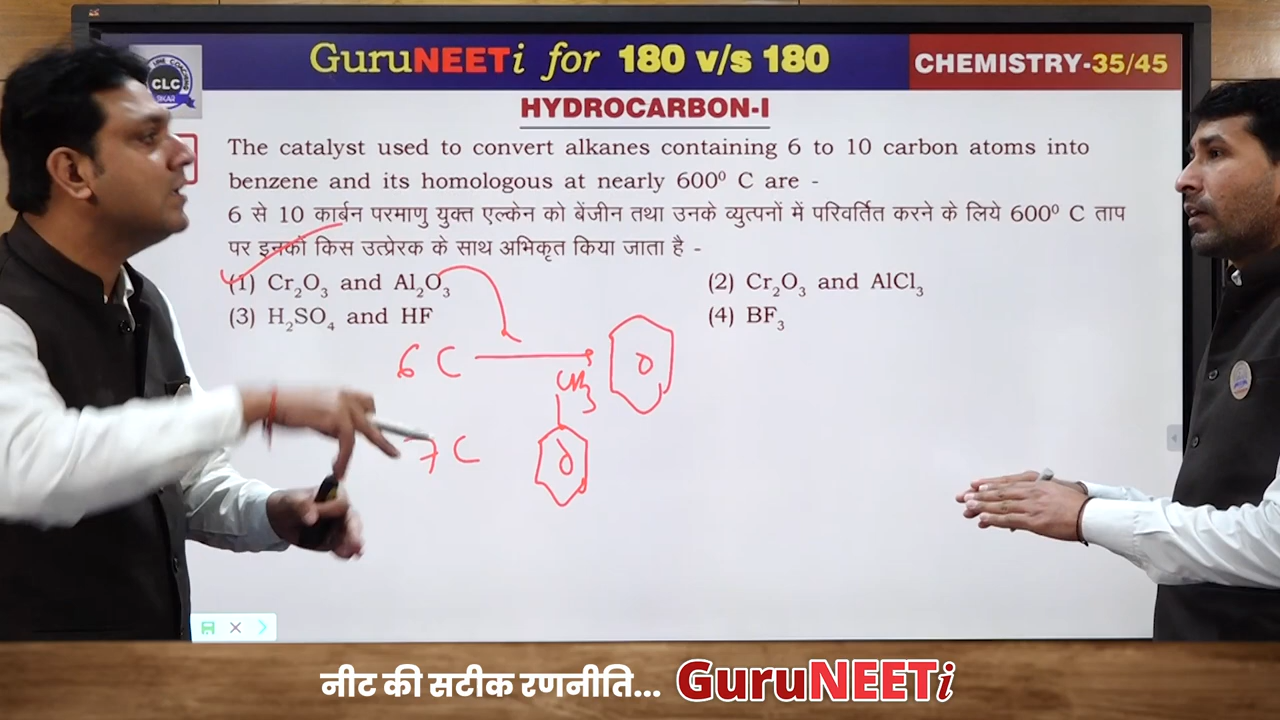 GuruNEETi for 180 v/s 180
CHEMISTRY-35/45
CLC
SIKAR
HYDROCARBON-I
The catalyst used to convert alkanes containing 6 to 10 carbon atoms into
benzene and its homologous at nearly 600⁰ C are -
6 से 10 कार्बन परमाणु युक्त एल्केन को बेंजीन तथा उनके व्युत्पनों में परिवर्तित करने के लिये 600⁰ C ताप
पर इनको किस उत्प्रेरक के साथ अभिकृत किया जाता है -
(1) Cr₂O₃ and Al₂O₃
(2) Cr₂O₃ and AlCl₃
(3) H₂SO₄ and HF
(4) BF₃
6 C
CH₃
7 C
नीट की सटीक रणनीति... GuruNEETi